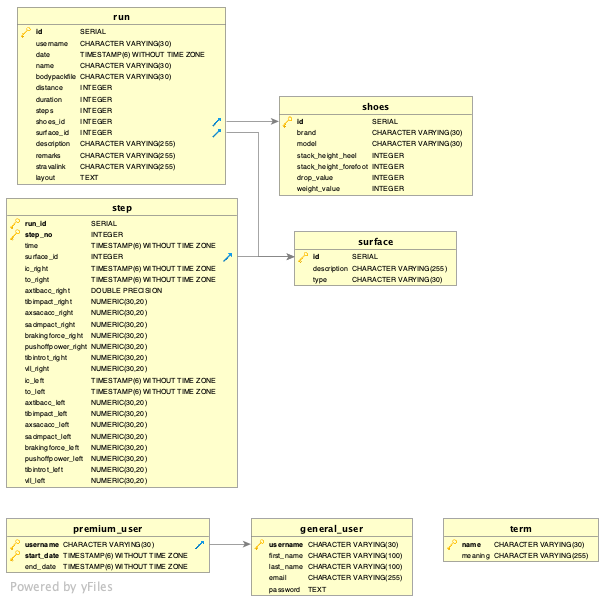 run
id SERIAL
username CHARACTER VARYING(30)
date TIMESTAMP(6) WITHOUT TIME ZONE
name CHARACTER VARYING(30)
bodypackfile CHARACTER VARYING(30)
distance INTEGER
duration INTEGER
steps INTEGER
shoes_id INTEGER
surface_id INTEGER
description CHARACTER VARYING(255)
remarks CHARACTER VARYING(255)
stravalink CHARACTER VARYING(255)
layout TEXT
shoes
id SERIAL
brand CHARACTER VARYING(30)
model CHARACTER VARYING(30)
stack_height_heel INTEGER
stack_height_forefoot INTEGER
drop_value INTEGER
weight_value INTEGER
step
run_id SERIAL
step_no INTEGER
time TIMESTAMP(6) WITHOUT TIME ZONE
surface_id INTEGER
ic_right TIMESTAMP(6) WITHOUT TIME ZONE
to_right TIMESTAMP(6) WITHOUT TIME ZONE
axtibacc_right DOUBLE PRECISION
tibimpact_right NUMERIC(30,20)
axsacacc_right NUMERIC(30,20)
sacimpact_right NUMERIC(30,20)
brakingforce_right NUMERIC(30,20)
pushoffpower_right NUMERIC(30,20)
tibintrot_right NUMERIC(30,20)
vll_right NUMERIC(30,20)
ic_left TIMESTAMP(6) WITHOUT TIME ZONE
to_left TIMESTAMP(6) WITHOUT TIME ZONE
axtibacc_left NUMERIC(30,20)
tibimpact_left NUMERIC(30,20)
axsacacc_left NUMERIC(30,20)
sacimpact_left NUMERIC(30,20)
brakingforce_left NUMERIC(30,20)
pushoffpower_left NUMERIC(30,20)
tibintrot_left NUMERIC(30,20)
vll_left NUMERIC(30,20)
surface
id SERIAL
description CHARACTER VARYING(255)
type CHARACTER VARYING(30)
premium_user
username CHARACTER VARYING(30)
start_date TIMESTAMP(6) WITHOUT TIME ZONE
end_date TIMESTAMP(6) WITHOUT TIME ZONE
general_user
username CHARACTER VARYING(30)
first_name CHARACTER VARYING(100)
last_name CHARACTER VARYING(100)
email CHARACTER VARYING(255)
password TEXT
term
name CHARACTER VARYING(30)
meaning CHARACTER VARYING(255)
Powered by yFiles